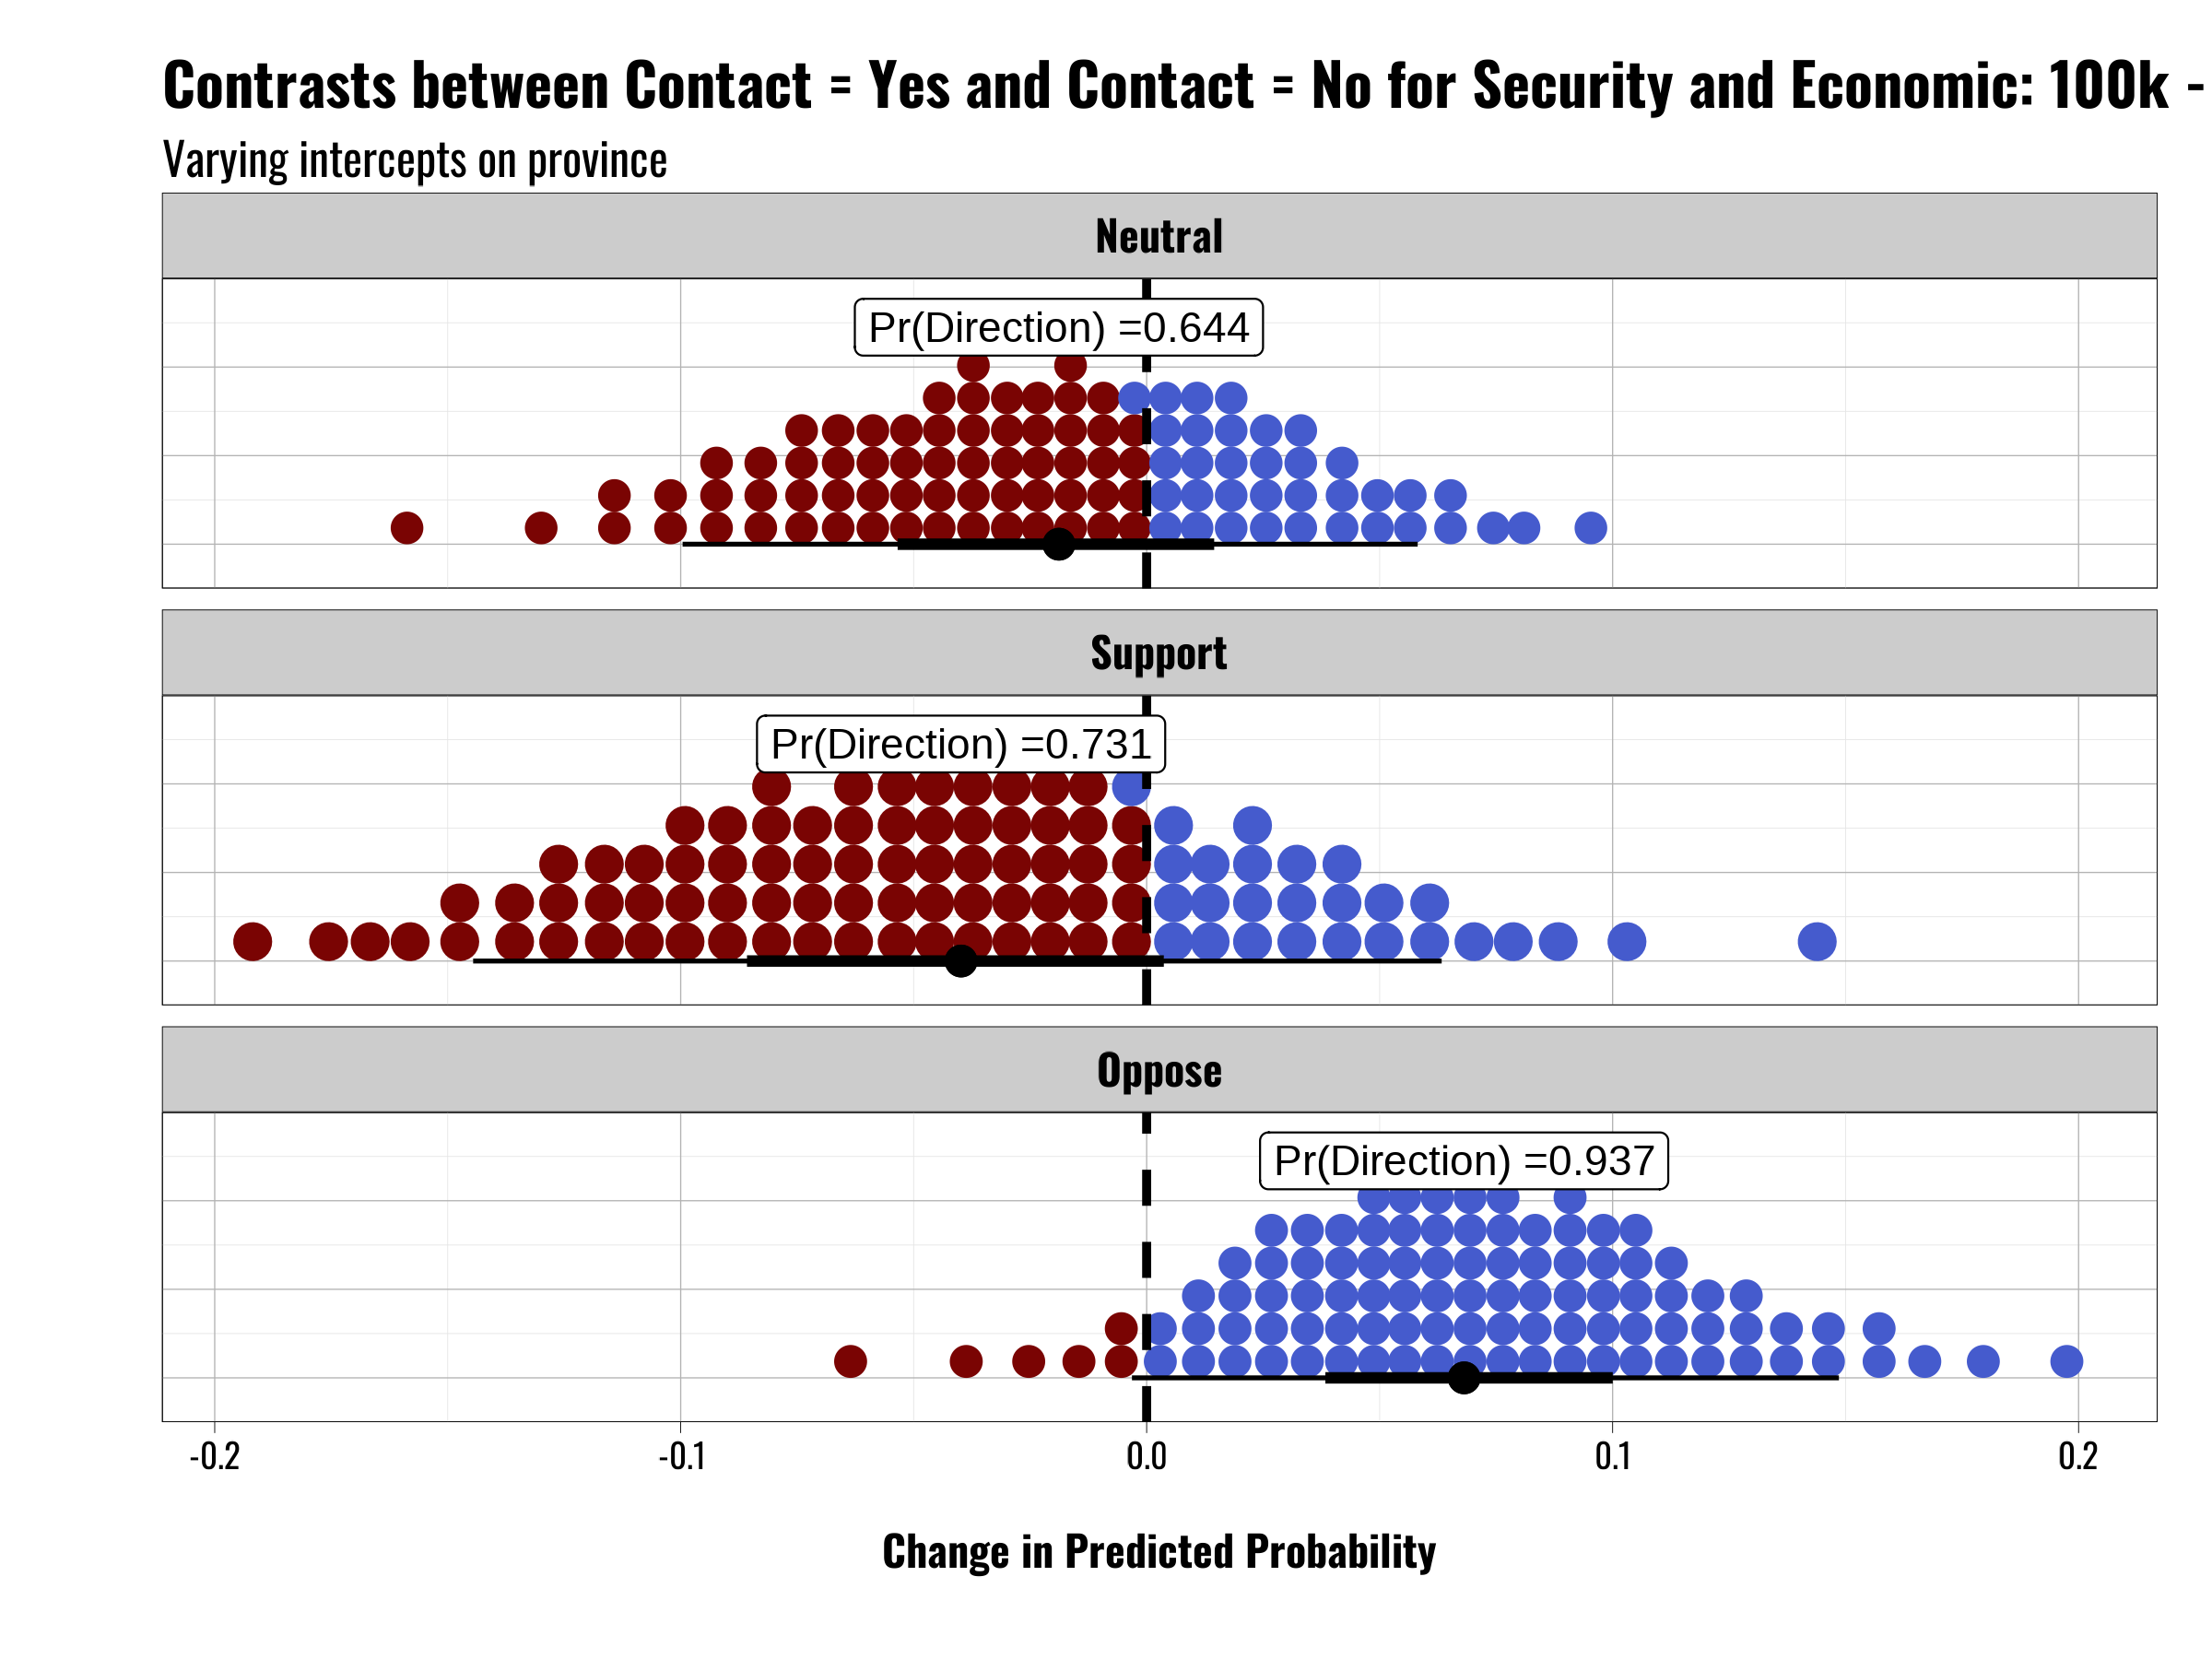 Contrasts between Contact = Yes and Contact = No for Security and Economic: 100k -
Varying intercepts on province
Neutral
Pr(Direction) =0.644
Support
Pr(Direction) =0.731
Oppose
Pr(Direction) =0.937
-0.2 -0.1 0.0 0.1 0.2
Change in Predicted Probability